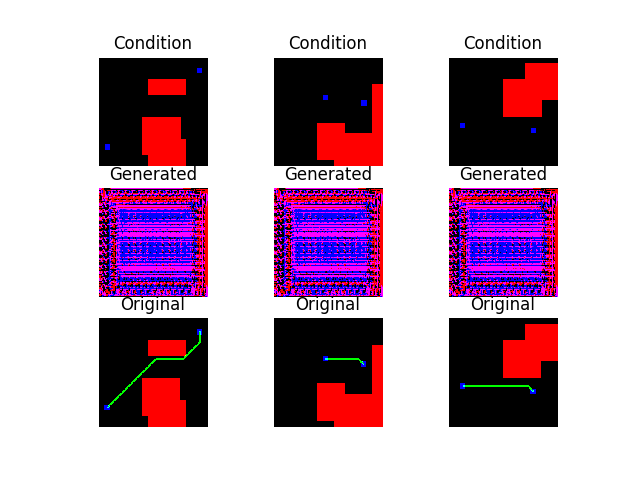 Condition
Condition
Condition
Generated
Generated
Generated
Original
Original
Original